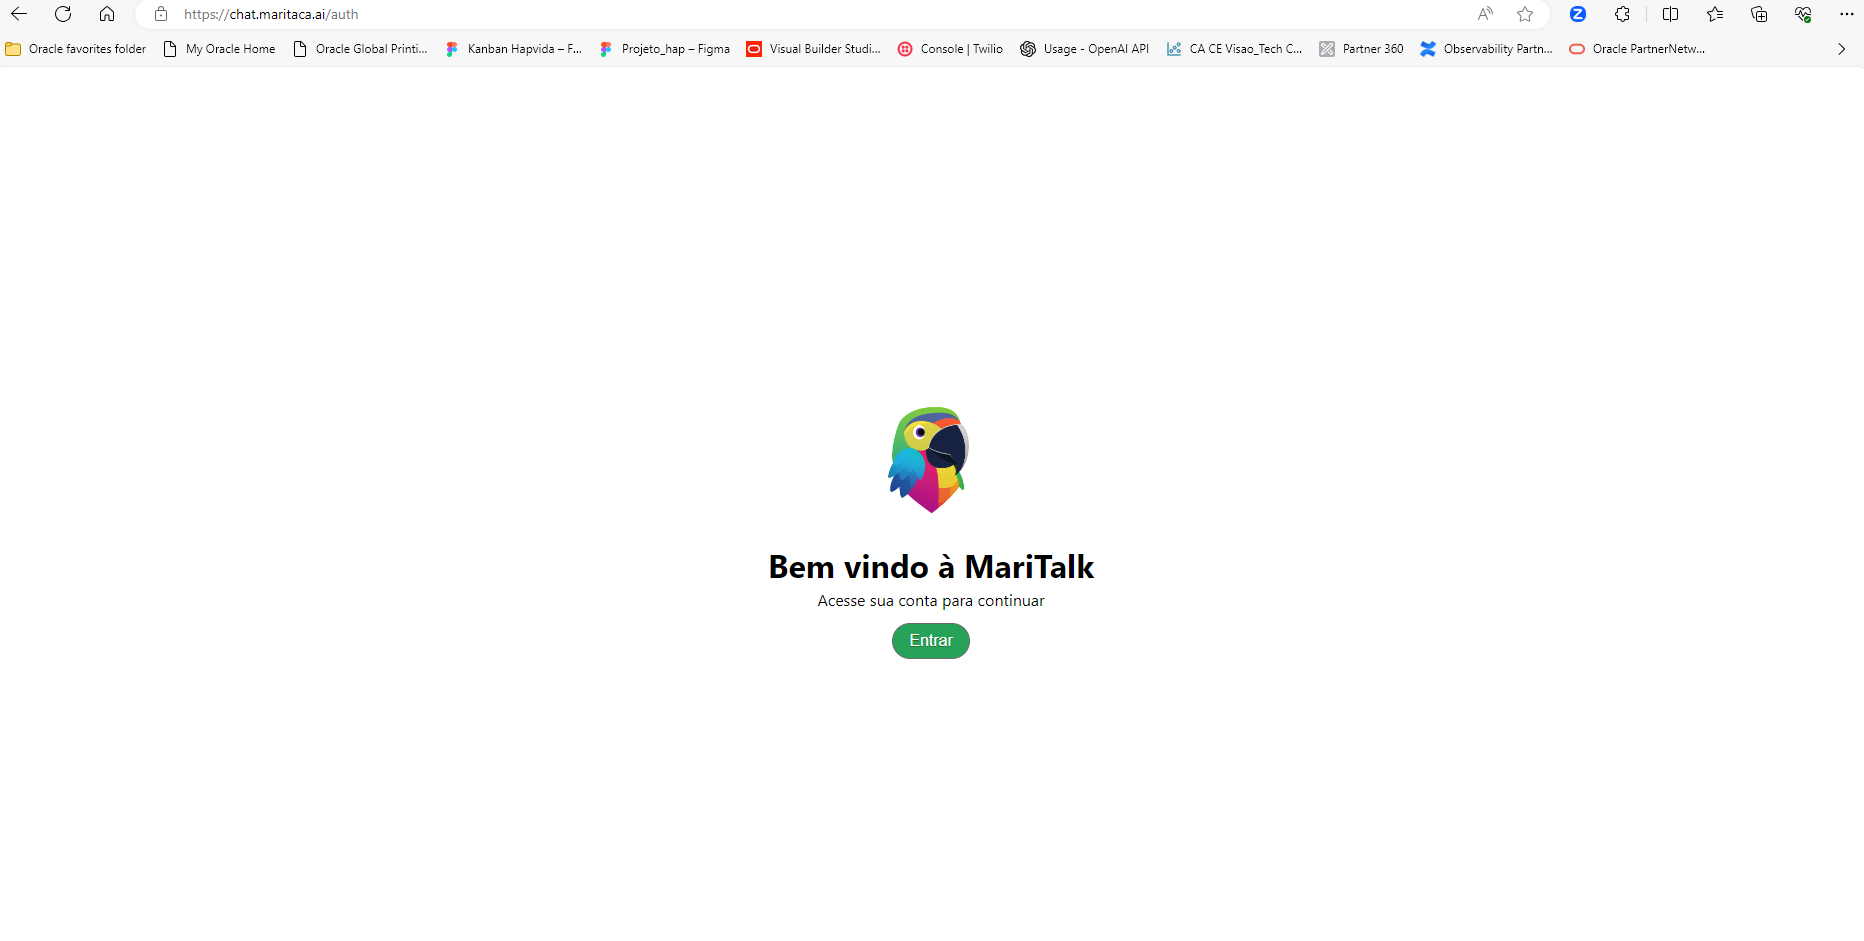 https://chat.maritaca.ai/auth
Oracle favorites folder My Oracle Home Oracle Global Printi... Kanban Hapvida – F... Projeto_hap – Figma Visual Builder Studi... Console | Twilio Usage - OpenAI API CA CE Visao_Tech C... Partner 360 Observability Partn... Oracle PartnerNetw...
Bem vindo à MariTalk
Acesse sua conta para continuar
Entrar